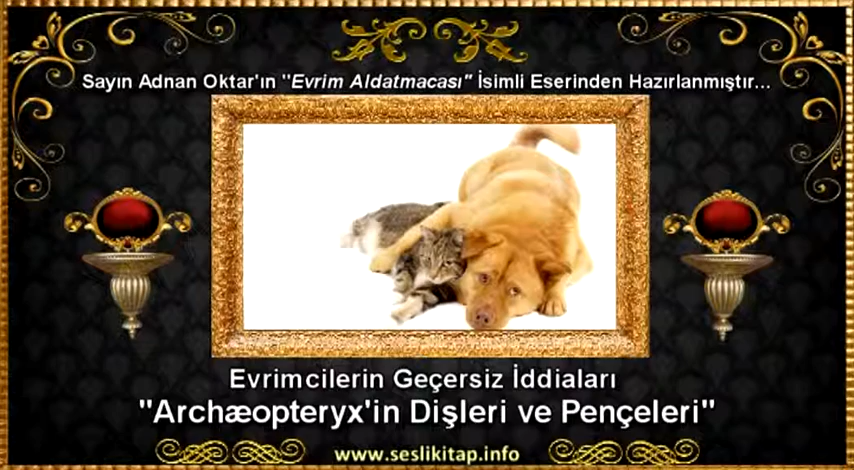 Sayın Adnan Oktar'ın "Evrim Aldatmacası" İsimli Eserinden Hazırlanmıştır...
Evrimcilerin Geçersiz İddiaları
"Archæopteryx'in Dişleri ve Pençeleri"
www.seslikitap.info